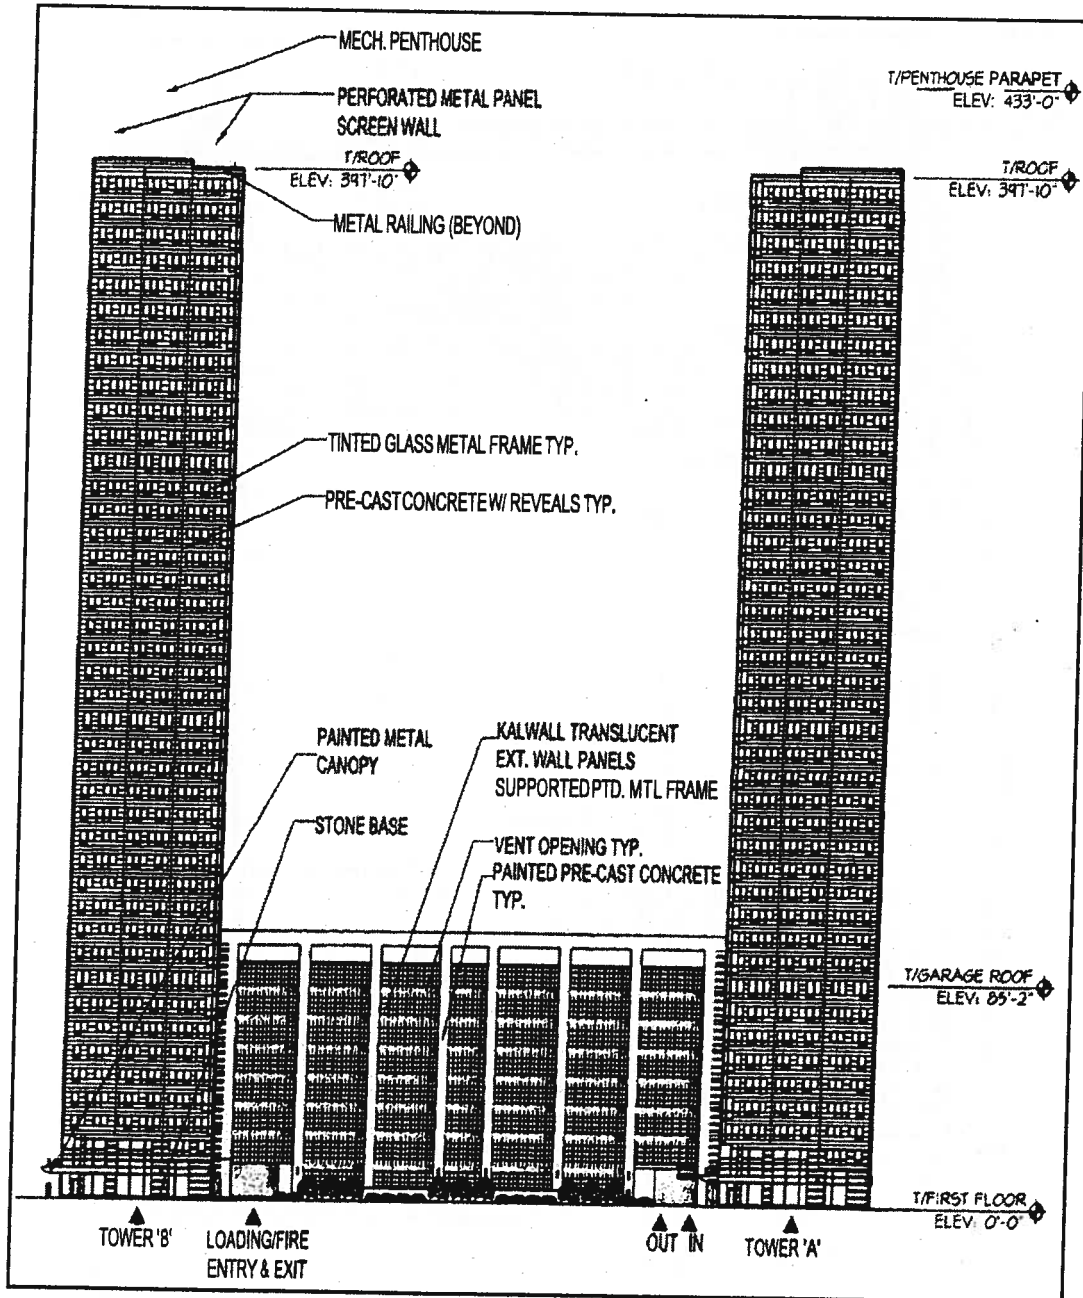 MECH. PENTHOUSE
T/PENTHOUSE PARAPET
ELEV: 433'-0"
PERFORATED METAL PANEL
SCREEN WALL
T/ROOF
ELEV: 397'-10"
T/ROOF
ELEV: 397'-10"
METAL RAILING (BEYOND)
TINTED GLASS METAL FRAME TYP.
PRE-CAST CONCRETE W/ REVEALS TYP.
PAINTED METAL
CANOPY
KALWALL TRANSLUCENT
EXT. WALL PANELS
SUPPORTED PTD. MTL FRAME
STONE BASE
VENT OPENING TYP.
PAINTED PRE-CAST CONCRETE
TYP.
T/GARAGE ROOF
ELEV: 85'-2"
T/FIRST FLOOR
ELEV: 0'-0"
TOWER 'B'
LOADING/FIRE
ENTRY & EXIT
OUT IN
TOWER 'A'